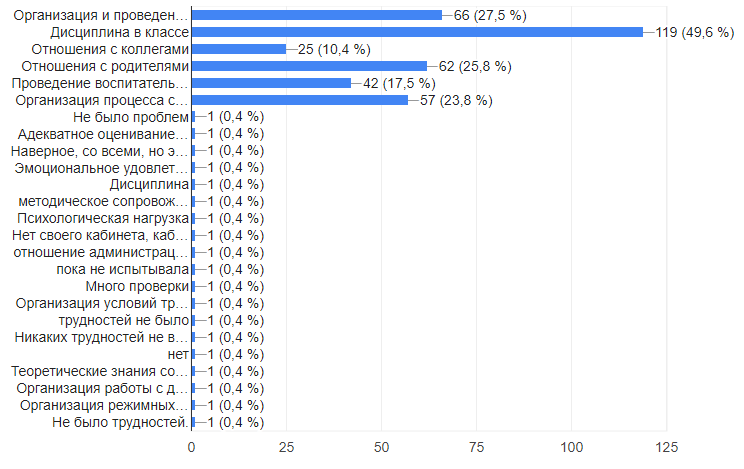 Организация и проведен… 66 (27,5 %)
Дисциплина в классе 119 (49,6 %)
Отношения с коллегами 25 (10,4 %)
Отношения с родителями 62 (25,8 %)
Проведение воспитатель… 42 (17,5 %)
Организация процесса с… 57 (23,8 %)
Не было проблем 1 (0,4 %)
Адекватное оценивание… 1 (0,4 %)
Наверное, со всеми, но э… 1 (0,4 %)
Эмоциональное удовлет… 1 (0,4 %)
Дисциплина 1 (0,4 %)
методическое сопровож… 1 (0,4 %)
Психологическая нагрузка 1 (0,4 %)
Нет своего кабинета, каб… 1 (0,4 %)
отношение администрац… 1 (0,4 %)
пока не испытывала 1 (0,4 %)
Много проверки 1 (0,4 %)
Организация условий тр… 1 (0,4 %)
трудностей не было 1 (0,4 %)
Никаких трудностей не в… 1 (0,4 %)
нет 1 (0,4 %)
Теоретические знания со… 1 (0,4 %)
Организация работы с д… 1 (0,4 %)
Организация режимных… 1 (0,4 %)
Не было трудностей. 1 (0,4 %)
0 25 50 75 100 125